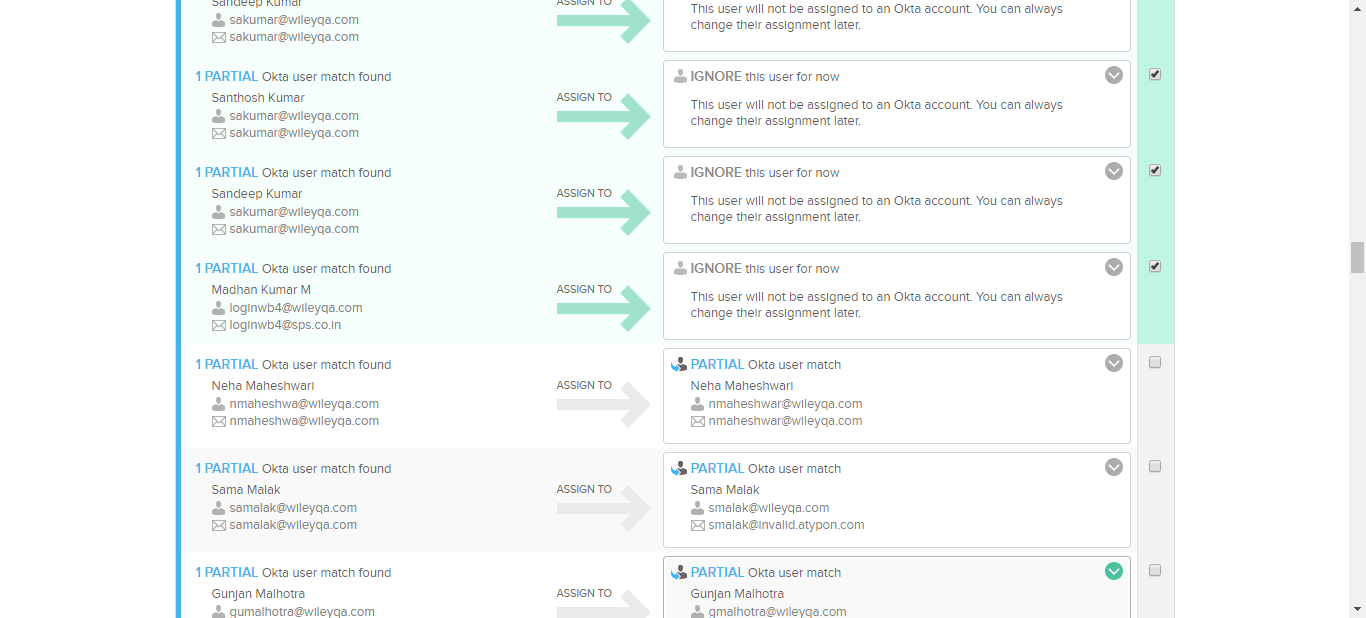 Sandeep Kumar
sakumar@wileyqa.com
sakumar@wileyqa.com
ASSIGN TO
This user will not be assigned to an Okta account. You can always
change their assignment later.
1 PARTIAL Okta user match found
Santhosh Kumar
sakumar@wileyqa.com
sakumar@wileyqa.com
ASSIGN TO
IGNORE this user for now
This user will not be assigned to an Okta account. You can always
change their assignment later.
1 PARTIAL Okta user match found
Sandeep Kumar
sakumar@wileyqa.com
sakumar@wileyqa.com
ASSIGN TO
IGNORE this user for now
This user will not be assigned to an Okta account. You can always
change their assignment later.
1 PARTIAL Okta user match found
Madhan Kumar M
loginwb4@wileyqa.com
loginwb4@sps.co.in
ASSIGN TO
IGNORE this user for now
This user will not be assigned to an Okta account. You can always
change their assignment later.
1 PARTIAL Okta user match found
Neha Maheshwari
nmaheshwa@wileyqa.com
nmaheshwa@wileyqa.com
ASSIGN TO
PARTIAL Okta user match
Neha Maheshwari
nmaheshwar@wileyqa.com
nmaheshwar@wileyqa.com
1 PARTIAL Okta user match found
Sama Malak
samalak@wileyqa.com
samalak@wileyqa.com
ASSIGN TO
PARTIAL Okta user match
Sama Malak
smalak@wileyqa.com
smalak@invalid.atypon.com
1 PARTIAL Okta user match found
Gunjan Malhotra
gumalhotra@wileyqa.com
ASSIGN TO
PARTIAL Okta user match
Gunjan Malhotra
gmalhotra@wileyqa.com